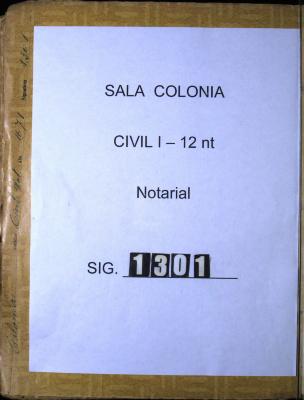 SALA COLONIA
CIVIL I – 12 nt
Notarial
SIG. 1301